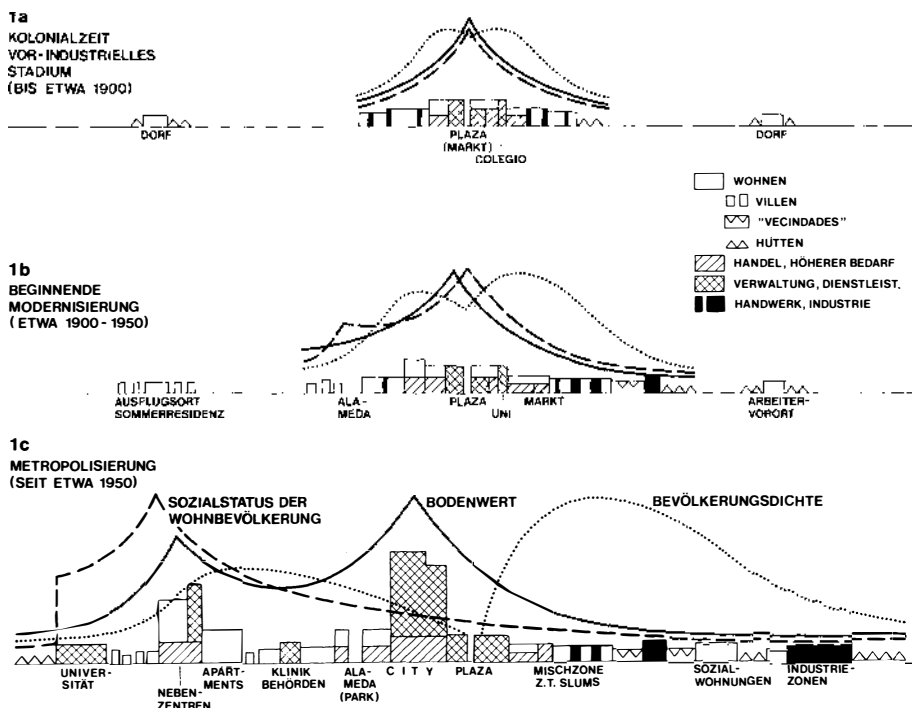 1a
KOLONIALZEIT
VOR-INDUSTRIELLES
STADIUM
(BIS ETWA 1900)
DORF
PLAZA
(MARKT)
COLEGIO
DORF
WOHNEN
VILLEN
"VECINDADES"
HÜTTEN
HANDEL, HÖHERER BEDARF
VERWALTUNG, DIENSTLEIST.
HANDWERK, INDUSTRIE
1b
BEGINNENDE
MODERNISIERUNG
(ETWA 1900-1950)
AUSFLUGSORT
SOMMERRESIDENZ
ALA-
MEDA
PLAZA
UNI
MARKT
ARBEITER-
VORORT
1c
METROPOLISIERUNG
(SEIT ETWA 1950)
SOZIALSTATUS DER
WOHNBEVÖLKERUNG
BODENWERT
BEVÖLKERUNGSDICHTE
UNIVER-
SITÄT
NEBEN-
ZENTREN
APART-
MENTS
KLINIK
BEHÖRDEN
ALA-
MEDA
(PARK)
CITY
PLAZA
MISCHZONE
Z.T. SLUMS
SOZIAL-
WOHNUNGEN
INDUSTRIE-
ZONEN